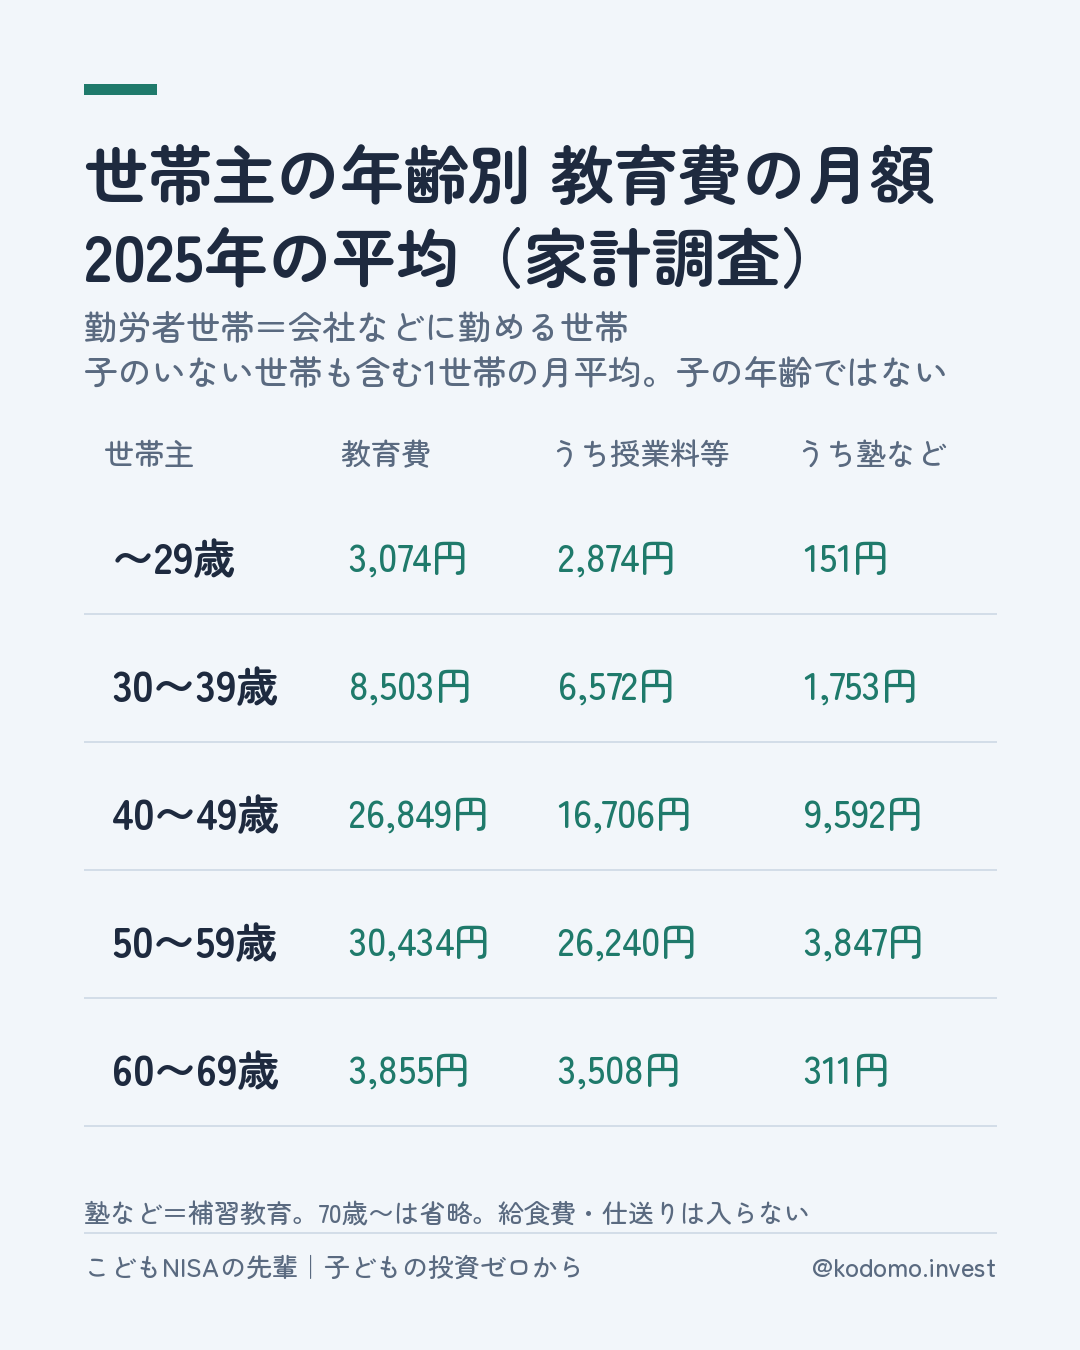 世帯主の年齢別 教育費の月額
2025年の平均（家計調査）
勤労者世帯＝会社などに勤める世帯
子のいない世帯も含む1世帯の月平均。子の年齢ではない
世帯主 教育費 うち授業料等 うち塾など
〜29歳 3,074円 2,874円 151円
30〜39歳 8,503円 6,572円 1,753円
40〜49歳 26,849円 16,706円 9,592円
50〜59歳 30,434円 26,240円 3,847円
60〜69歳 3,855円 3,508円 311円
塾など＝補習教育。70歳〜は省略。給食費・仕送りは入らない
こどもNISAの先輩｜子どもの投資ゼロから @kodomo.invest